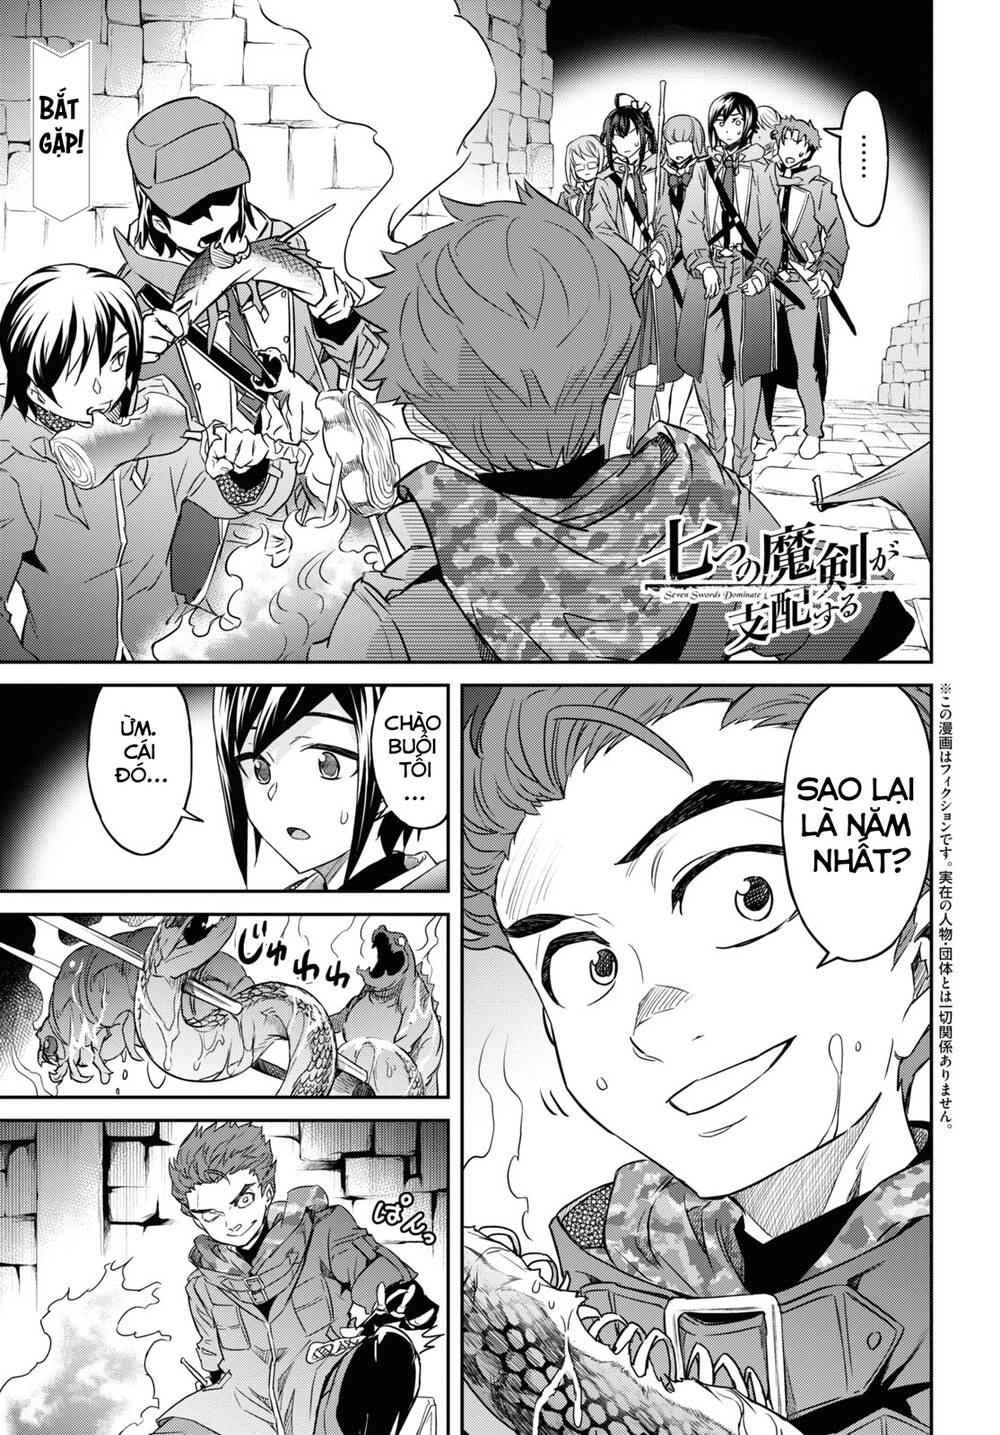 BẮT
GẶP!
……
七つの魔剣が
Seven Swords Dominate
支配する
SAO LẠI
LÀ NĂM
NHẤT?
CHÀO
BUỔI
TỐI
…
ỪM.
CÁI
ĐÓ…
じゅわわわ
ぱんっ
※この漫画はフィクションです。実在の人物・団体とは一切関係ありません。